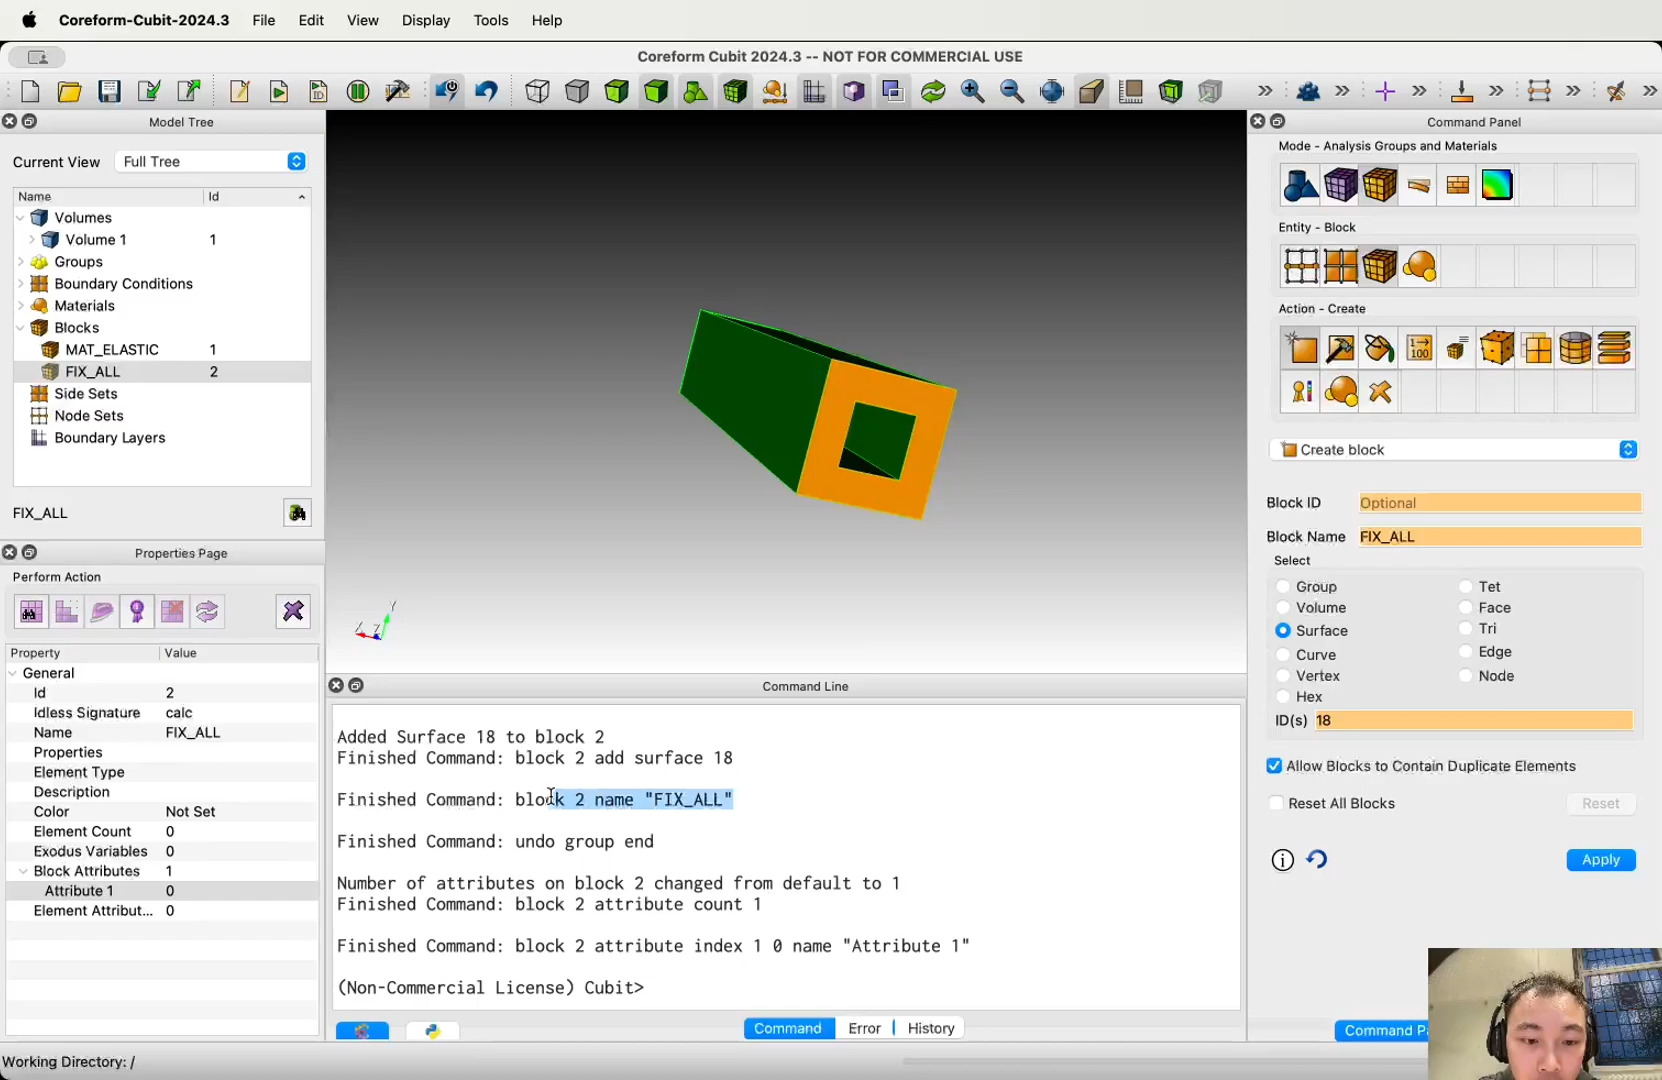 Coreform-Cubit-2024.3 File Edit View Display Tools Help
Coreform Cubit 2024.3 -- NOT FOR COMMERCIAL USE
Model Tree
Current View Full Tree
Name Id
Volumes
Volume 1 1
Groups
Boundary Conditions
Materials
Blocks
MAT_ELASTIC 1
FIX_ALL 2
Side Sets
Node Sets
Boundary Layers
FIX_ALL
Properties Page
Perform Action
Property Value
General
Id 2
Idless Signature calc
Name FIX_ALL
Properties
Element Type
Description
Color Not Set
Element Count 0
Exodus Variables 0
Block Attributes 1
Attribute 1 0
Element Attribut... 0
Working Directory: /
Y
Z
Command Line
Added Surface 18 to block 2
Finished Command: block 2 add surface 18
Finished Command: block 2 name "FIX_ALL"
Finished Command: undo group end
Number of attributes on block 2 changed from default to 1
Finished Command: block 2 attribute count 1
Finished Command: block 2 attribute index 1 0 name "Attribute 1"
(Non-Commercial License) Cubit>
Command Error History
Command Panel
Mode - Analysis Groups and Materials
Entity - Block
Action - Create
1 100
Create block
Block ID Optional
Block Name FIX_ALL
Select
Group Tet
Volume Face
Surface Tri
Curve Edge
Vertex Node
Hex
ID(s) 18
Allow Blocks to Contain Duplicate Elements
Reset All Blocks Reset
Apply
Command P